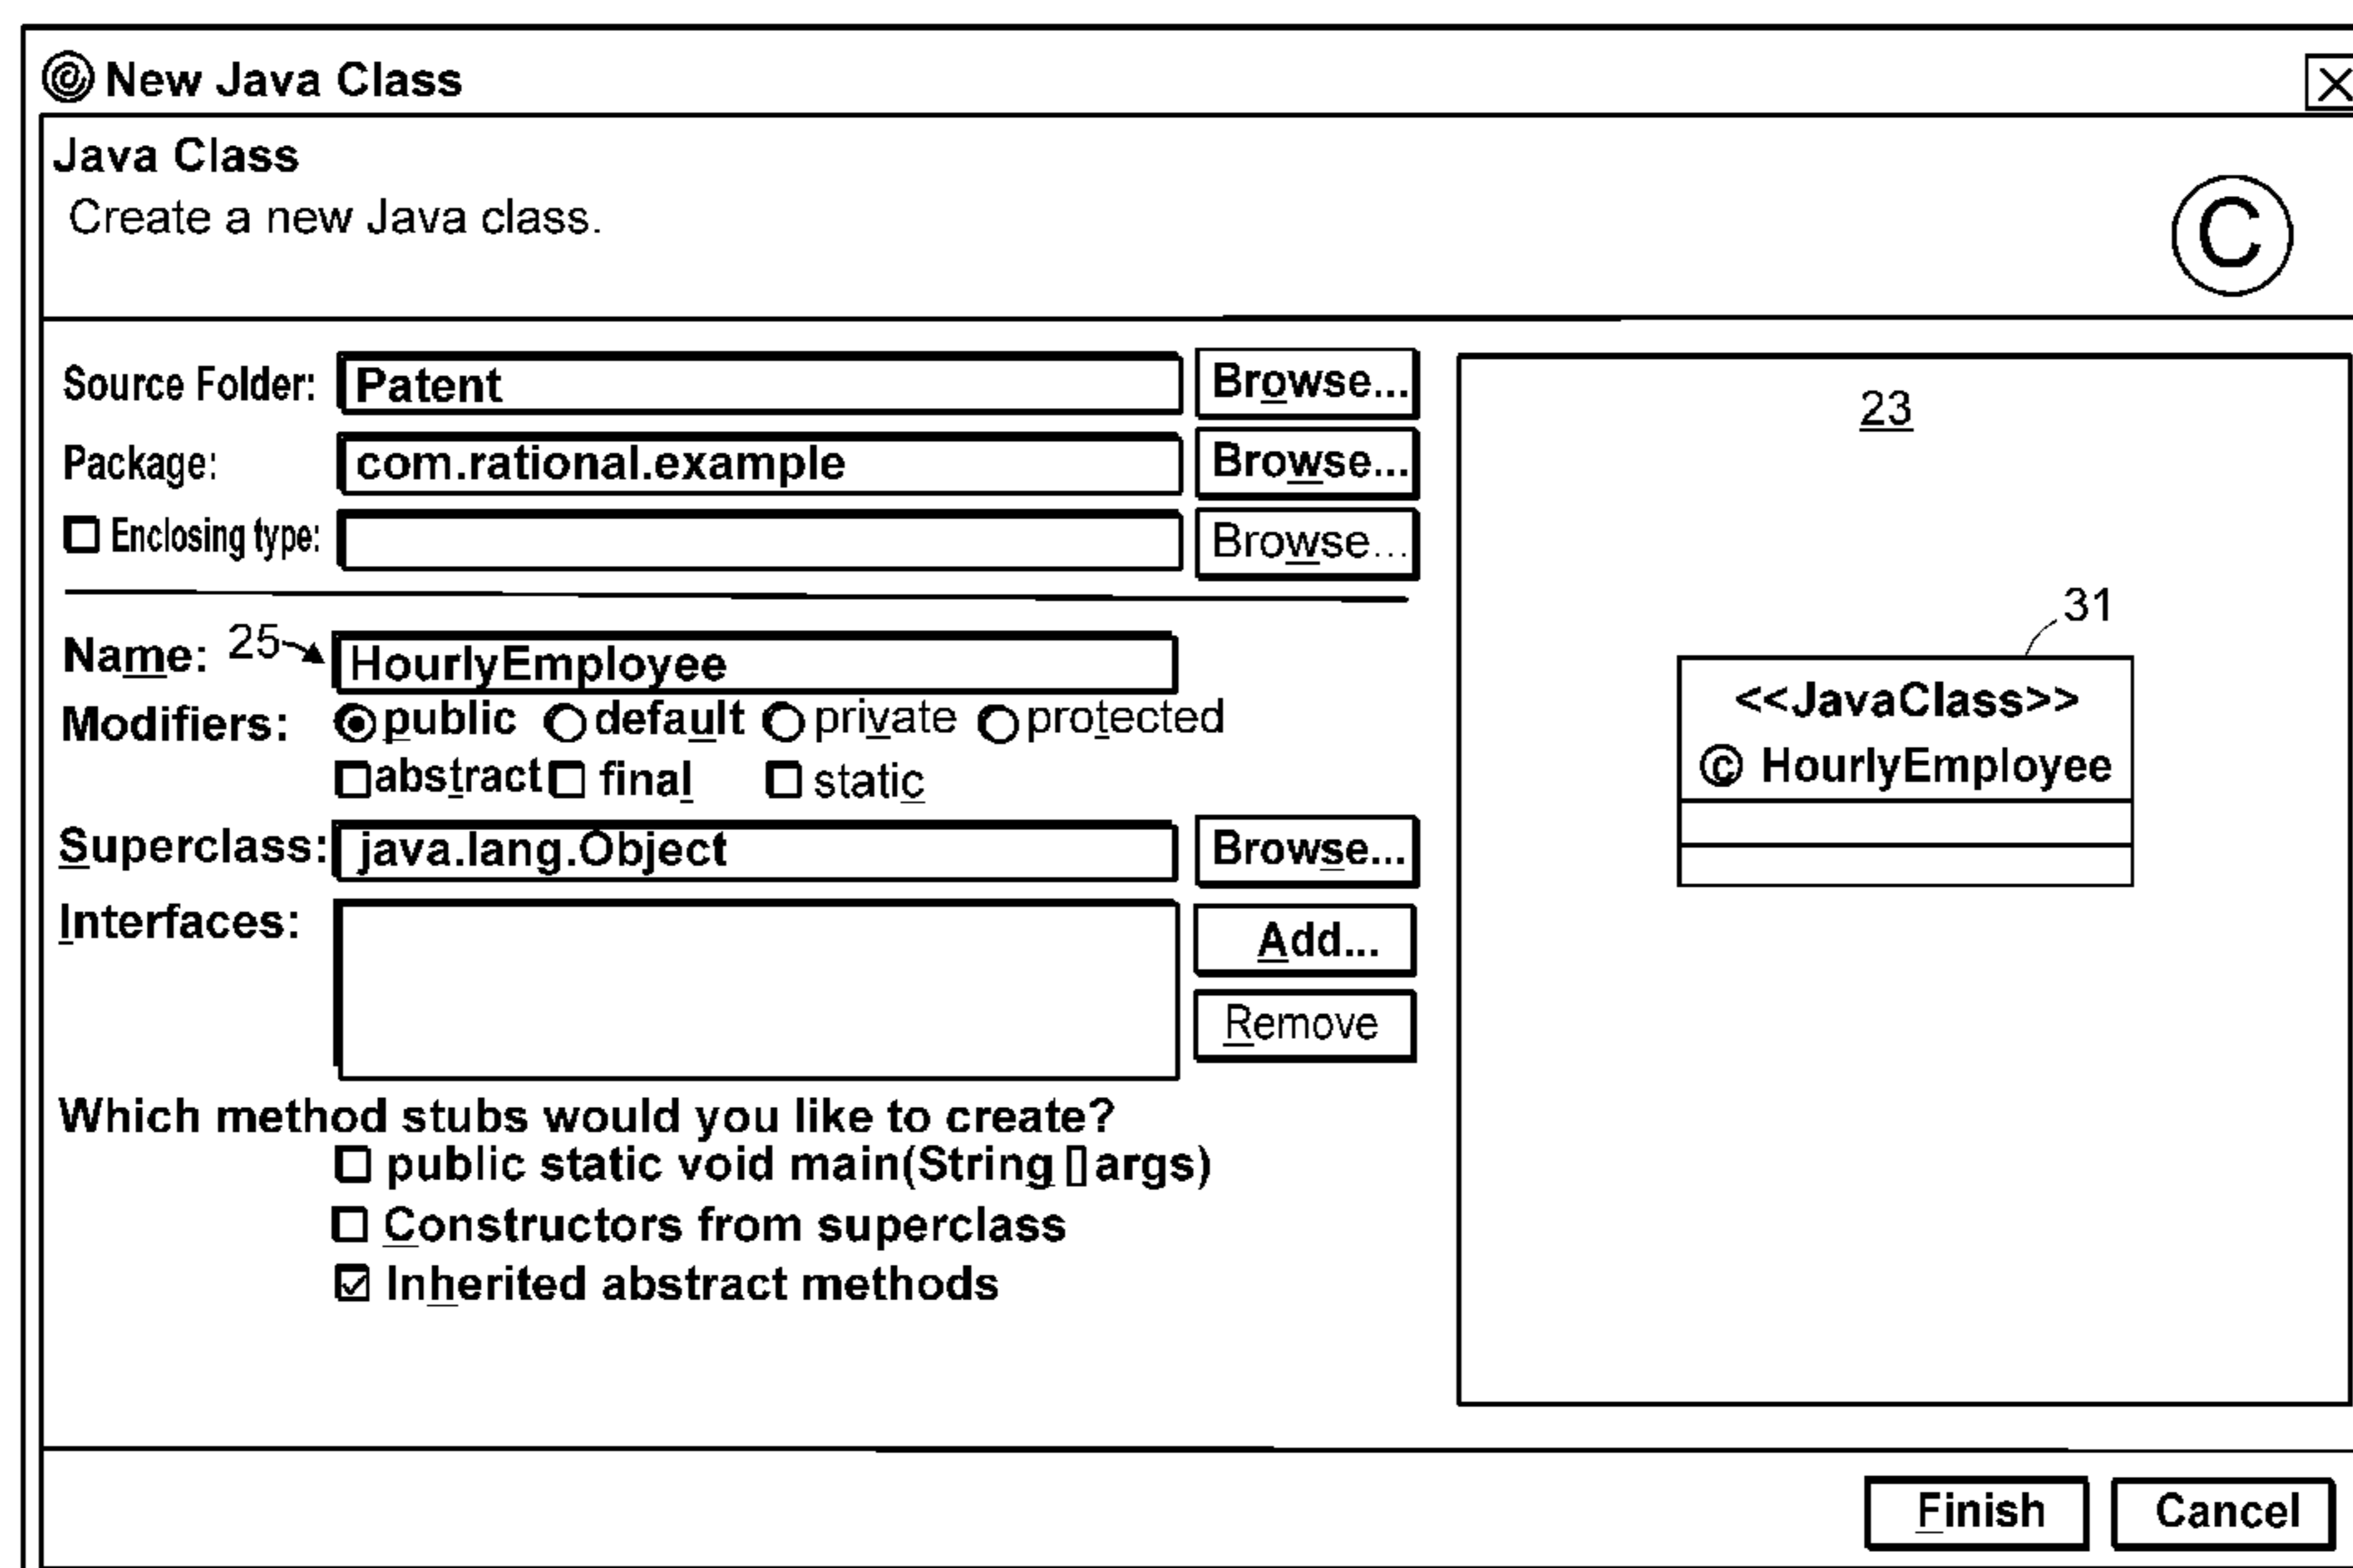 New Java Class
Java Class
Create a new Java class.
C
Source Folder: Patent Browse...
Package: com.rational.example Browse...
Enclosing type: Browse...
23
Name: 25 HourlyEmployee
Modifiers: public default private protected
abstract final static
Superclass: java.lang.Object Browse...
Interfaces: Add...
Remove
31
<<JavaClass>>
© HourlyEmployee
Which method stubs would you like to create?
public static void main(String [] args)
Constructors from superclass
Inherited abstract methods
Finish Cancel